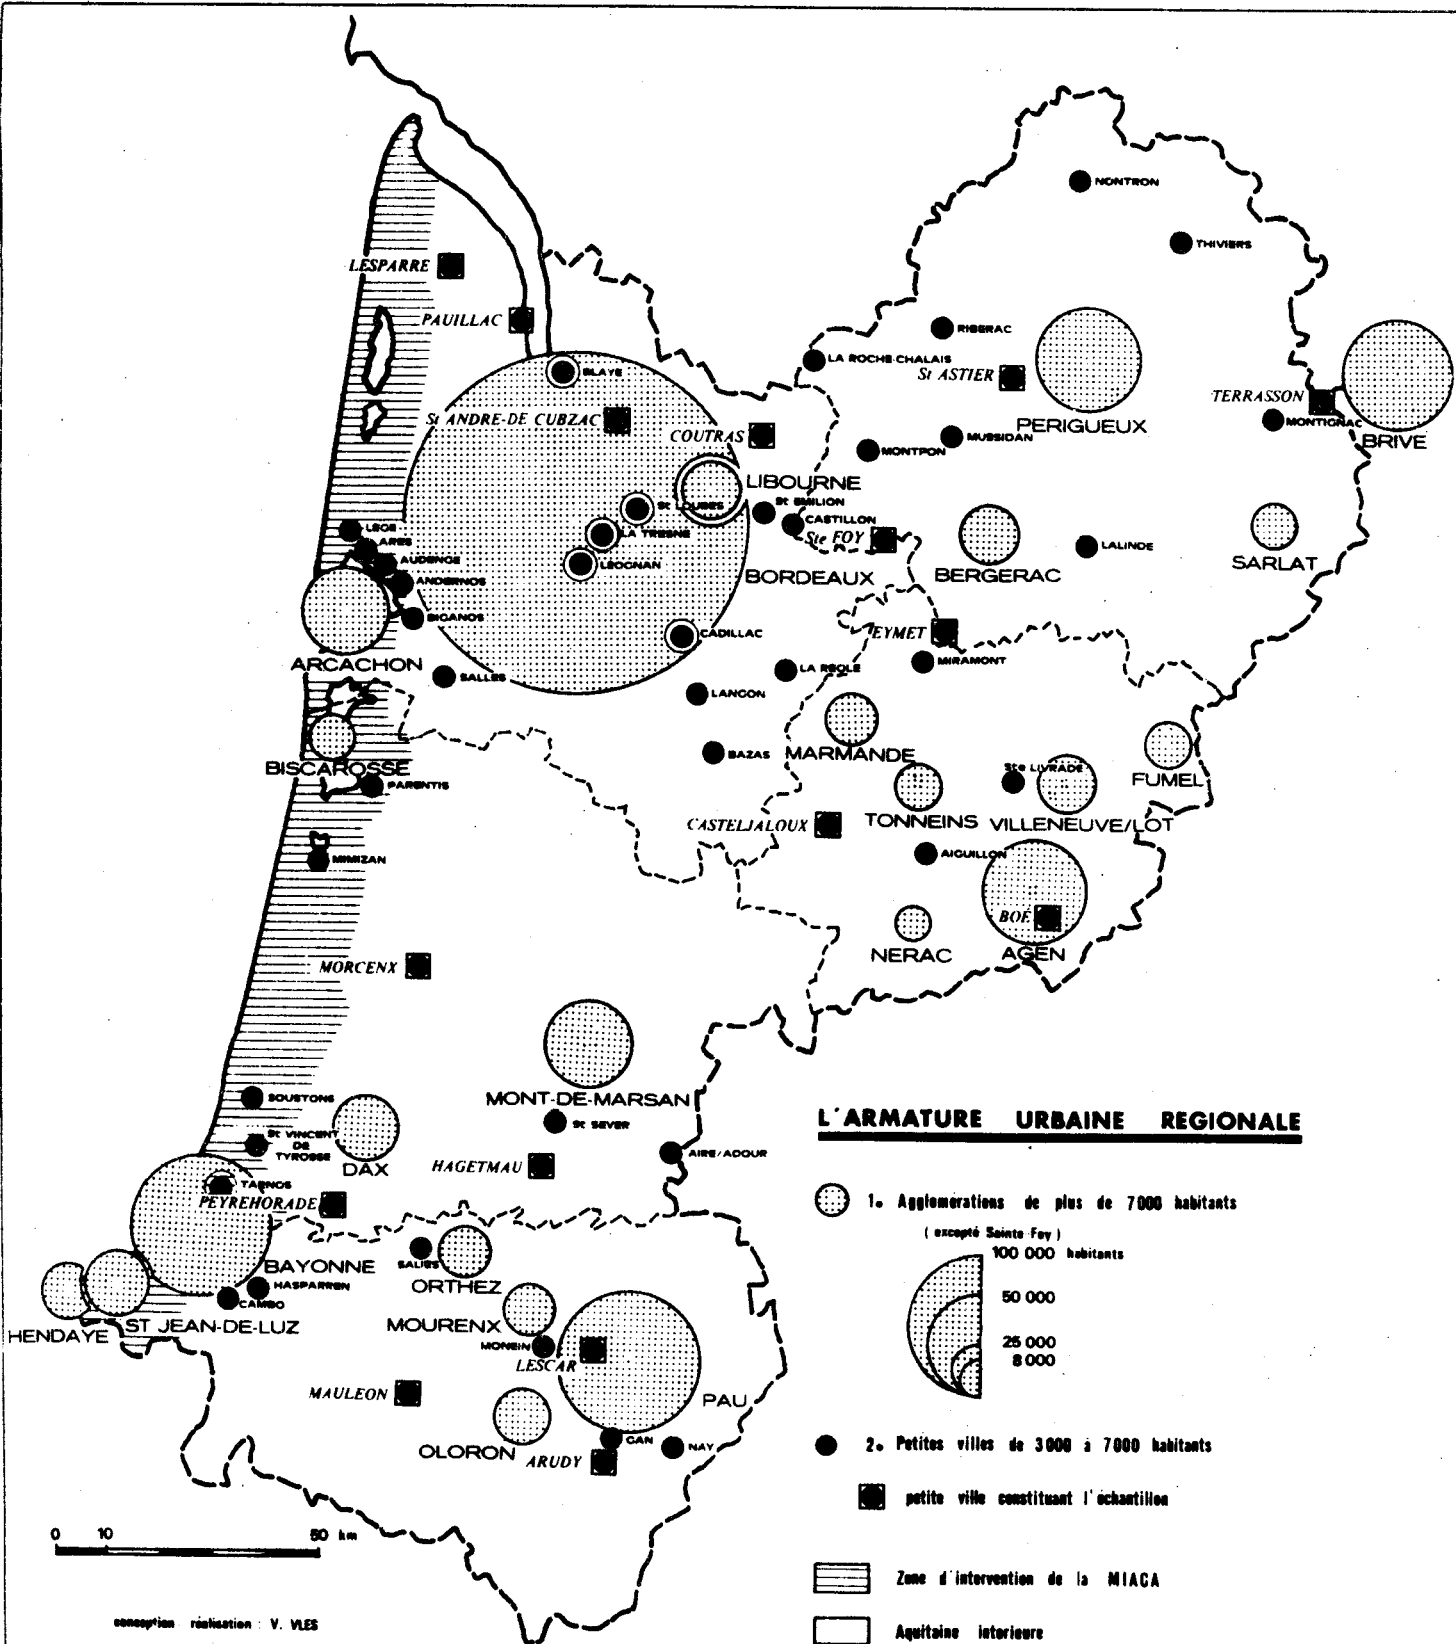 NONTRON
THIVIERS
LESPARRE
PAUILLAC
RIBERAC
LA ROCHE-CHALAIS
St ASTIER
BLAYE
TERRASSON
St ANDRE-DE CUBZAC
COUTRAS
PERIGUEUX
MONTIGNAC
MUSSIDAN
BRIVE
MONTPON
LIBOURNE
St EMILION
St LOUBES
CASTILLON
LEGE
LA TRESNE
Ste FOY
ARES
LALINDE
AUDENGE
LEOGNAN
BORDEAUX
BERGERAC
SARLAT
ANDERNOS
BIGANOS
CADILLAC
EYMET
ARCACHON
MIRAMONT
SALLES
LA REOLE
LANGON
BISCAROSSE
BAZAS
MARMANDE
Ste LIVRADE
FUMEL
PARENTIS
CASTELJALOUX
TONNEINS
VILLENEUVE/LOT
MIMIZAN
AIGUILLON
BOÉ
NERAC
AGEN
MORCENX
SOUSTONS
MONT-DE-MARSAN
St SEVER
L'ARMATURE URBAINE REGIONALE
St VINCENT
DE
TYROSSE
DAX
HAGETMAU
AIRE/ADOUR
TARNOS
PEYREHORADE
1. Agglomérations de plus de 7000 habitants
( excepté Sainte-Foy )
100 000 habitants
50 000
25 000
8 000
BAYONNE
SALIES
HASPARREN
ORTHEZ
CAMBO
HENDAYE
ST JEAN-DE-LUZ
MOURENX
MONEIN
LESCAR
MAULEON
PAU
OLORON
GAN
NAY
ARUDY
2. Petites villes de 3000 à 7000 habitants
petite ville constituant l'échantillon
0 10 50 km
Zone d'intervention de la MIACA
conception réalisation : V. VLES
Aquitaine interieure